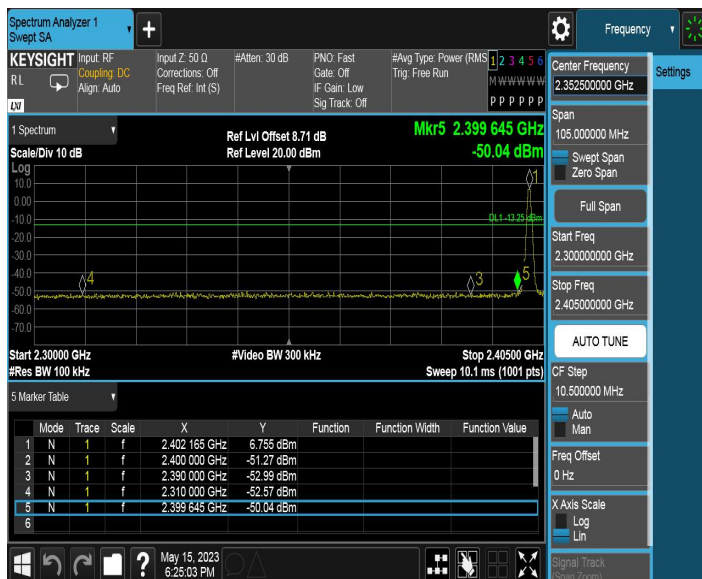 Spectrum Analyzer 1
Swept SA
+
Frequency
KEYSIGHT
RL
LXI
Input: RF
Coupling: DC
Align: Auto
Input Z: 50 Ω
Corrections: Off
Freq Ref: Int (S)
#Atten: 30 dB
PNO: Fast
Gate: Off
IF Gain: Low
Sig Track: Off
#Avg Type: Power (RMS
Trig: Free Run
1 2 3 4 5 6
M W W W W W
P P P P P P
1 Spectrum
Scale/Div 10 dB
Ref Lvl Offset 8.71 dB
Ref Level 20.00 dBm
Mkr5 2.399 645 GHz
-50.04 dBm
Log
10.0
0.00
-10.0
-20.0
-30.0
-40.0
-50.0
-60.0
-70.0
1
DL1 -13.25 dBm
4
3
5
Start 2.30000 GHz
#Video BW 300 kHz
Stop 2.40500 GHz
#Res BW 100 kHz
Sweep 10.1 ms (1001 pts)
5 Marker Table
Mode Trace Scale X Y Function Function Width Function Value
1 N 1 f 2.402 165 GHz 6.755 dBm
2 N 1 f 2.400 000 GHz -51.27 dBm
3 N 1 f 2.390 000 GHz -52.99 dBm
4 N 1 f 2.310 000 GHz -52.57 dBm
5 N 1 f 2.399 645 GHz -50.04 dBm
6
?
May 15, 2023
6:25:03 PM
Center Frequency
2.352500000 GHz
Settings
Span
105.000000 MHz
Swept Span
Zero Span
Full Span
Start Freq
2.300000000 GHz
Stop Freq
2.405000000 GHz
AUTO TUNE
CF Step
10.500000 MHz
Auto
Man
Freq Offset
0 Hz
X Axis Scale
Log
Lin
Signal Track
(Span Zoom)